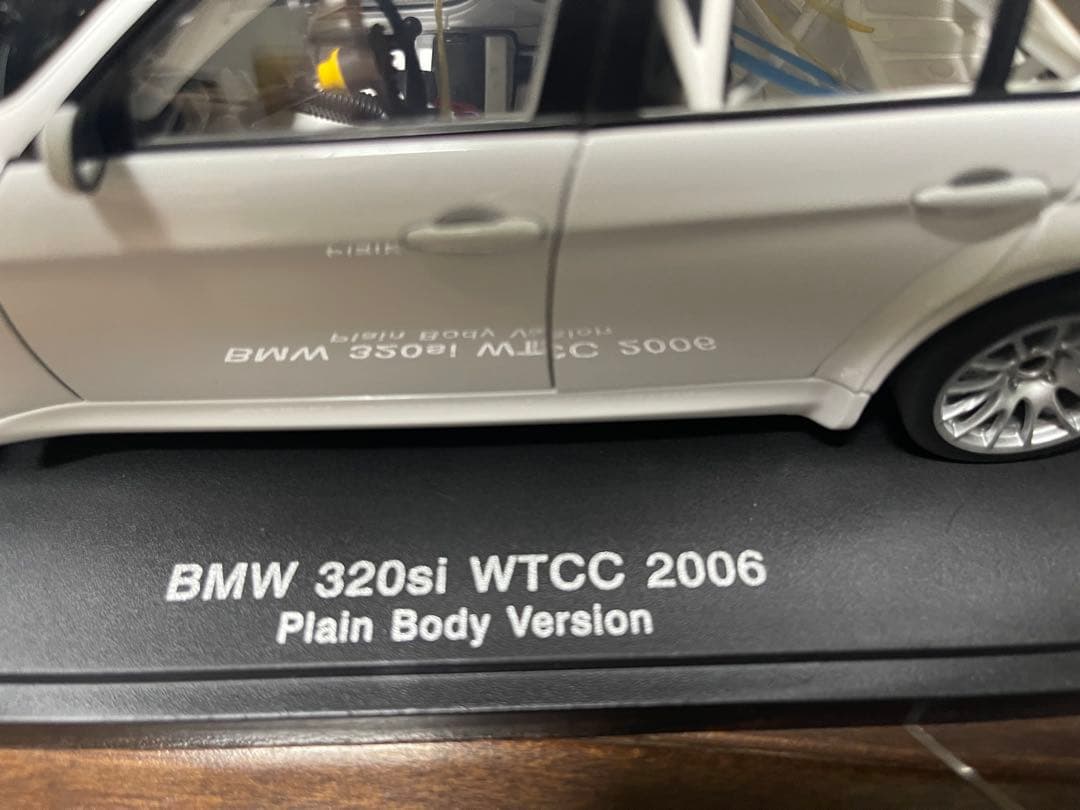 BMW 320si WTCC 2006
Plain Body Version